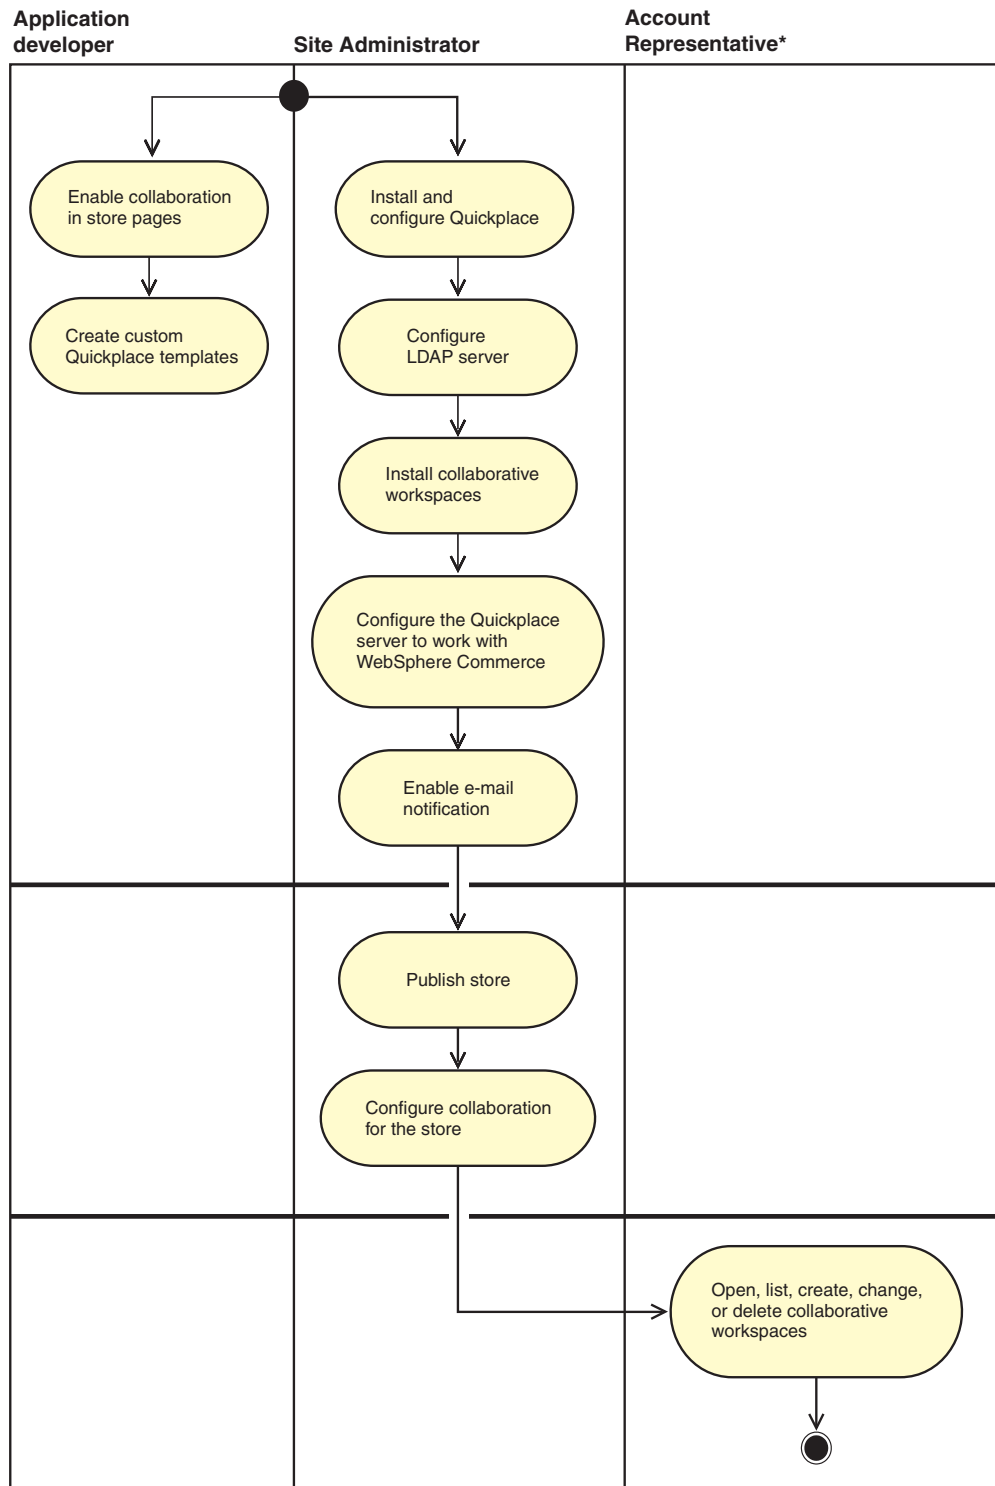 Application
developer
Site Administrator
Account
Representative*
Enable collaboration
in store pages
Install and
configure Quickplace
Create custom
Quickplace templates
Configure
LDAP server
Install collaborative
workspaces
Configure the Quickplace
server to work with
WebSphere Commerce
Enable e-mail
notification
Publish store
Configure collaboration
for the store
Open, list, create, change,
or delete collaborative
workspaces